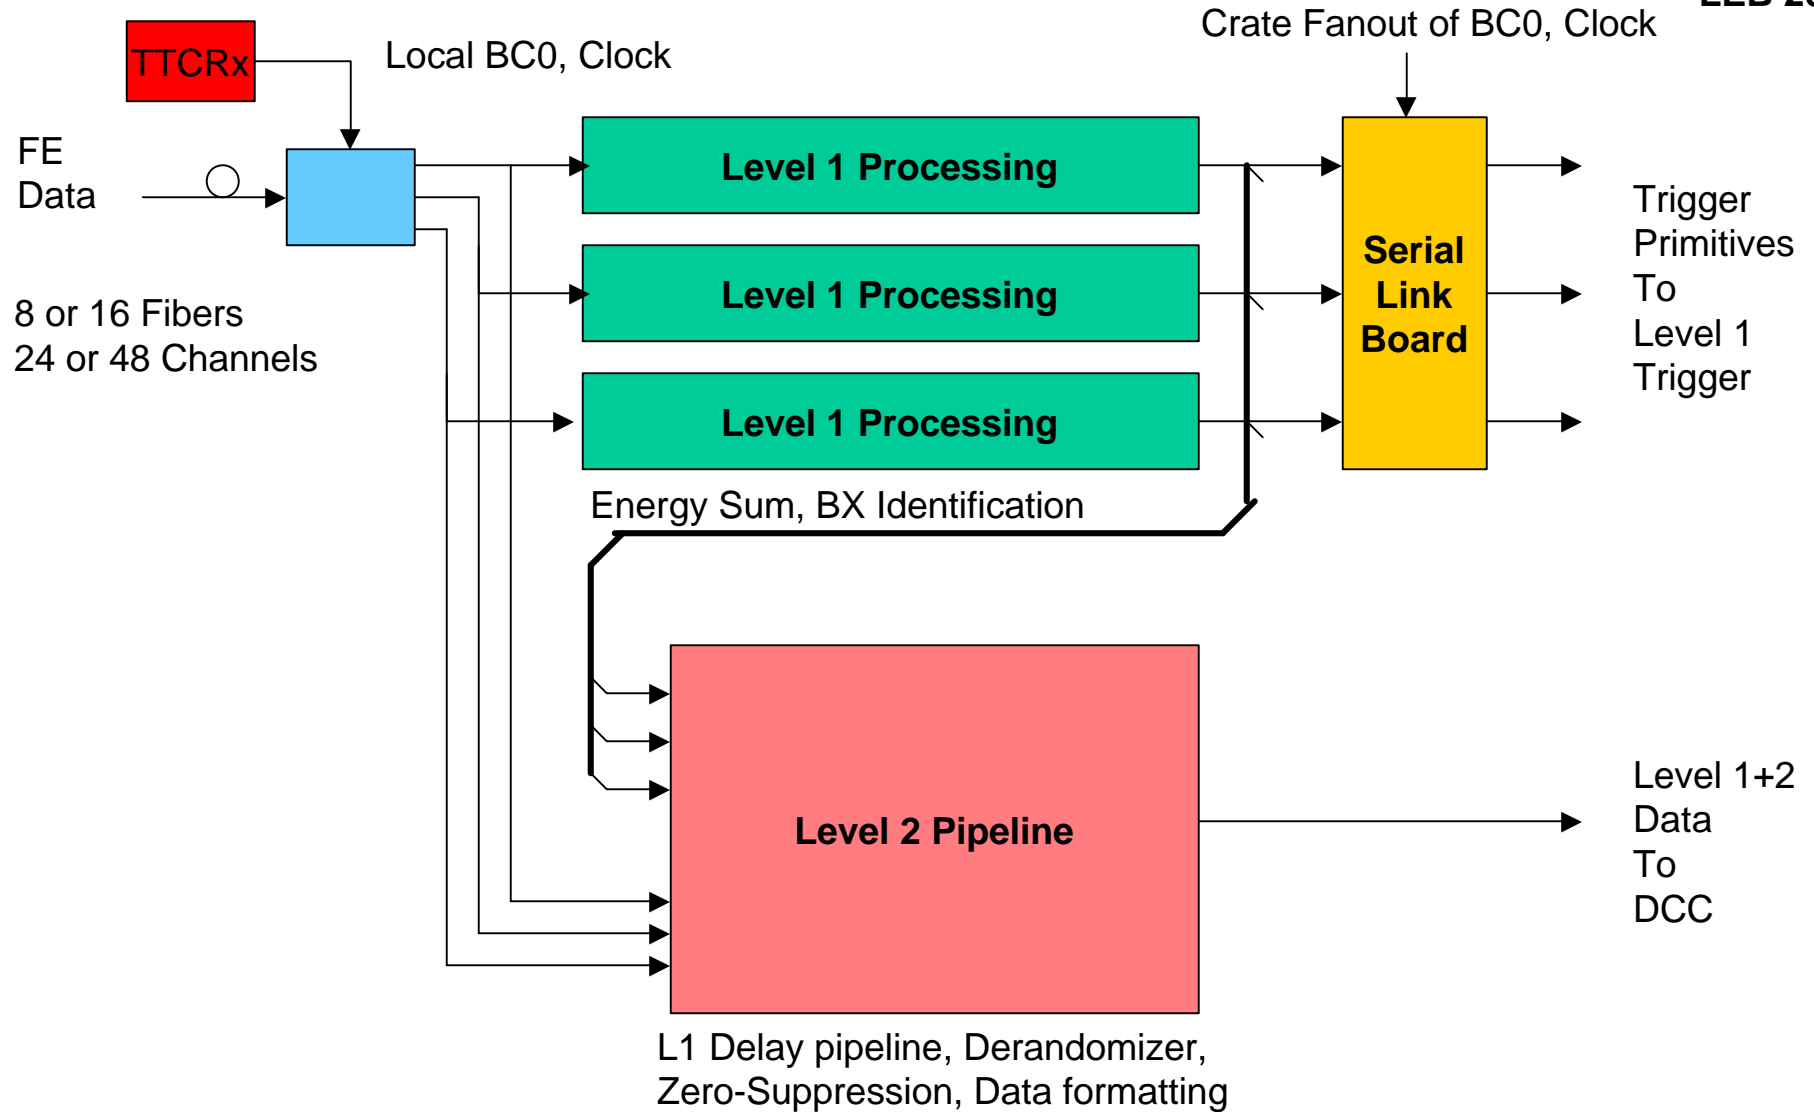 Crate Fanout of BC0, Clock
TTCRx
Local BC0, Clock
FE
Data
8 or 16 Fibers
24 or 48 Channels
Level 1 Processing
Level 1 Processing
Level 1 Processing
Energy Sum, BX Identification
Serial
Link
Board
Trigger
Primitives
To
Level 1
Trigger
Level 2 Pipeline
Level 1+2
Data
To
DCC
L1 Delay pipeline, Derandomizer,
Zero-Suppression, Data formatting